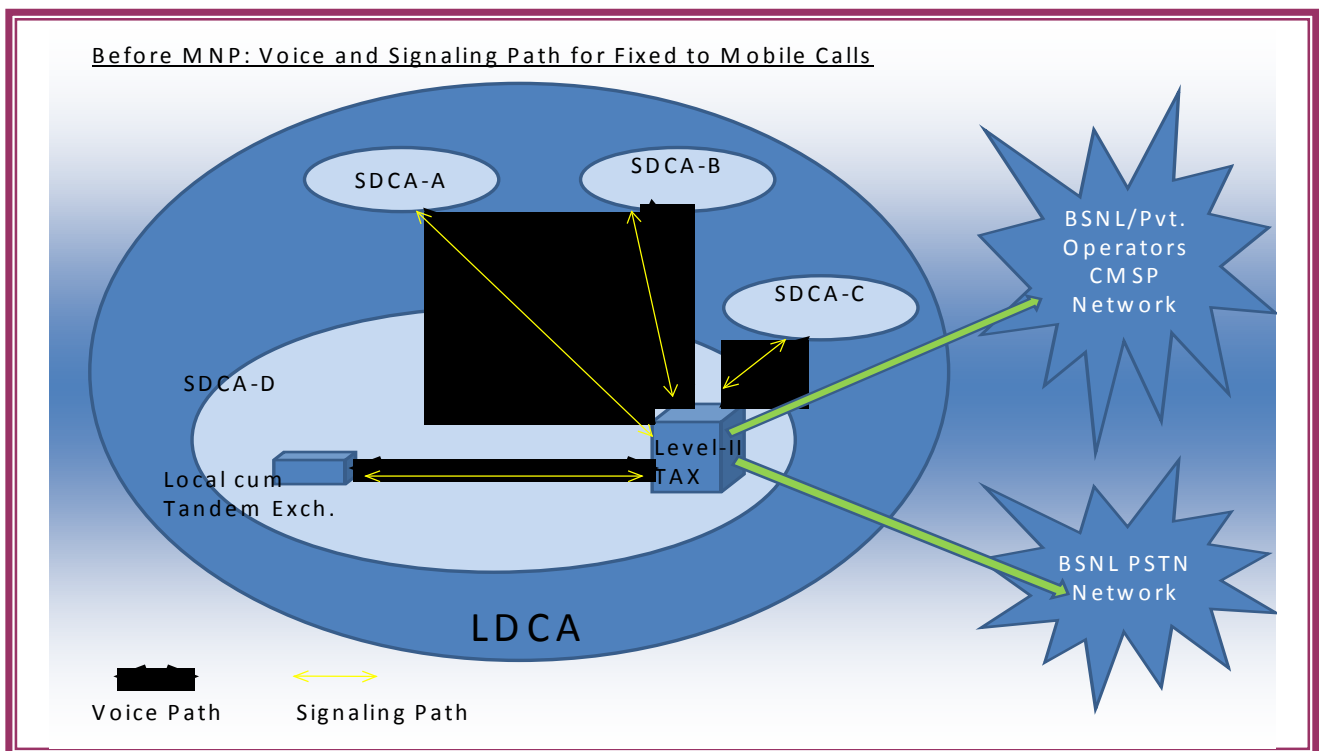 Before MNP: Voice and Signaling Path for Fixed to Mobile Calls
SDCA-A
SDCA-B
BSNL/Pvt.
Operators
CMSP
Network
SDCA-C
SDCA-D
Level-II
TAX
Local cum
Tandem Exch.
BSNL PSTN
Network
LDCA
Voice Path
Signaling Path